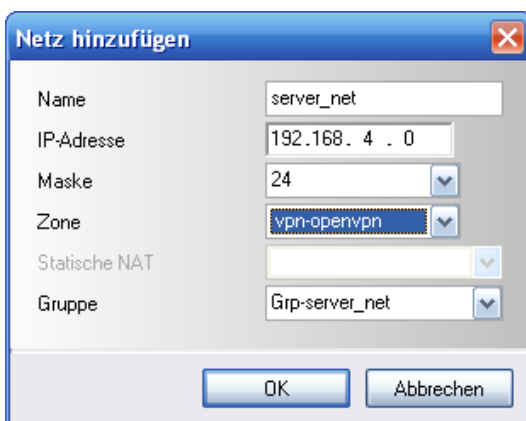 Netz hinzufügen
Name server_net
IP-Adresse 192.168. 4 . 0
Maske 24
Zone vpn-openvpn
Statische NAT
Gruppe Grp-server_net
OK Abbrechen